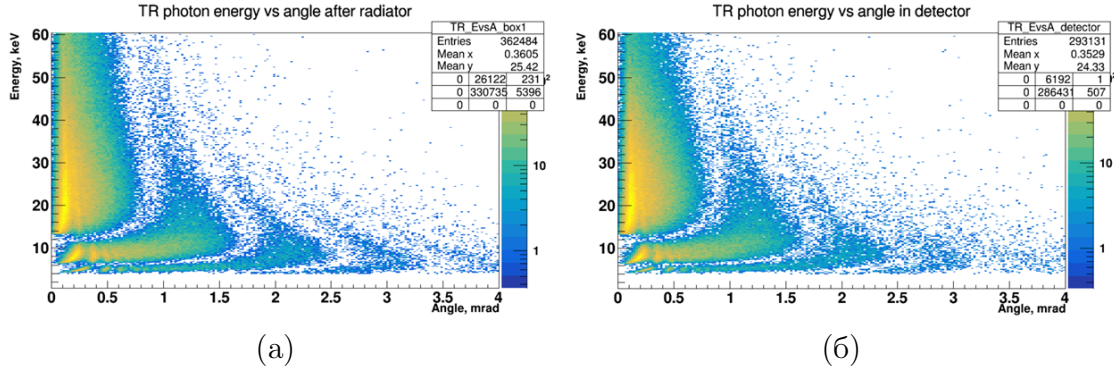 TR photon energy vs angle after radiator
TR_EvsA_box1
Entries 362484
Mean x 0.3605
Mean y 25.42
0 26122 231
0 330735 5396
0 0 0
Energy, keV
60
50
40
30
20
10
0 0.5 1 1.5 2 2.5 3 3.5 4
Angle, mrad
10
1
(а)
TR photon energy vs angle in detector
TR_EvsA_detector
Entries 293131
Mean x 0.3529
Mean y 24.33
0 6192 1
0 286431 507
0 0 0
Energy, keV
60
50
40
30
20
10
0 0.5 1 1.5 2 2.5 3 3.5 4
Angle, mrad
10
1
(б)